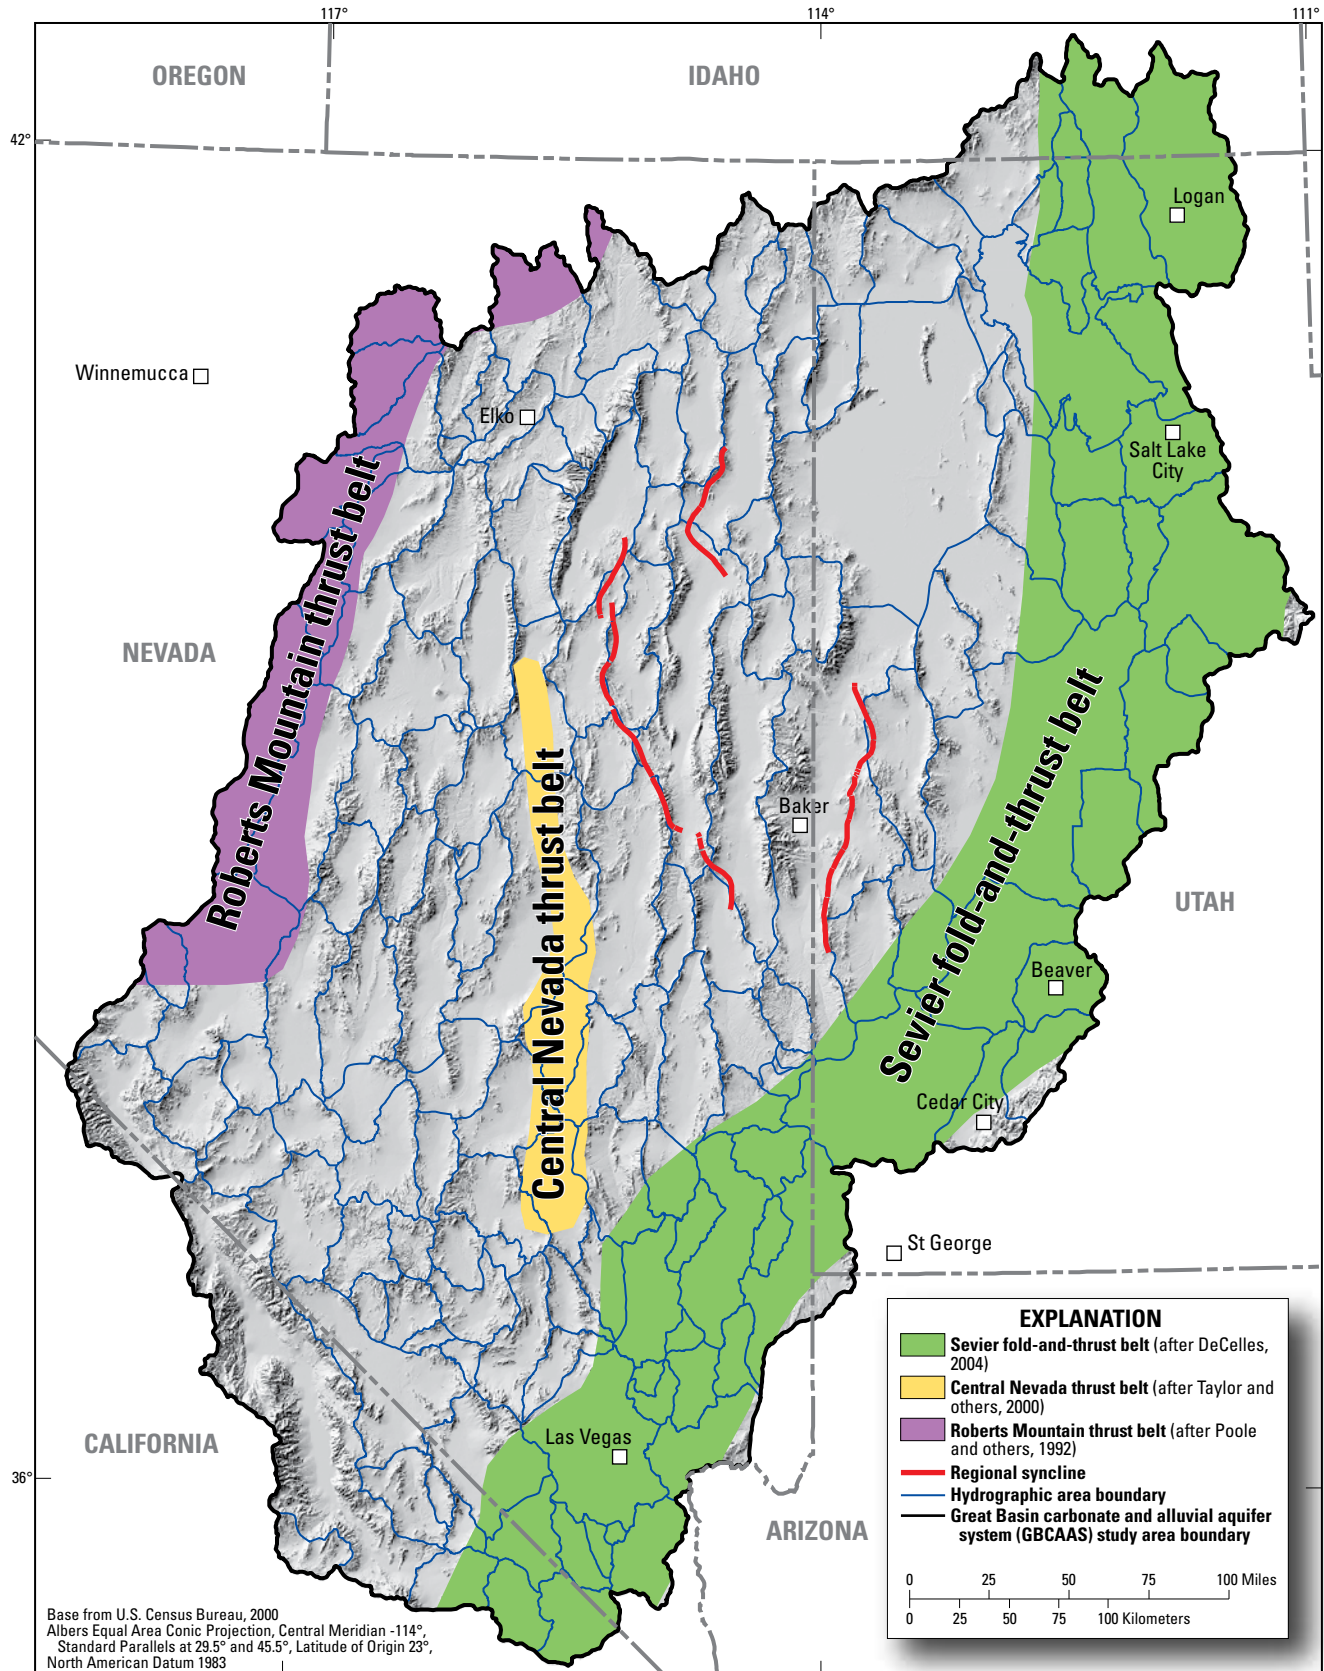 117°
114°
111°
OREGON
IDAHO
42°
Logan
Winnemucca
Elko
Salt Lake
City
Roberts Mountain thrust belt
NEVADA
Central Nevada thrust belt
Sevier fold-and-thrust belt
Baker
UTAH
Beaver
Cedar City
St George
Las Vegas
CALIFORNIA
36°
ARIZONA
EXPLANATION
Sevier fold-and-thrust belt (after DeCelles,
2004)
Central Nevada thrust belt (after Taylor and
others, 2000)
Roberts Mountain thrust belt (after Poole
and others, 1992)
Regional syncline
Hydrographic area boundary
Great Basin carbonate and alluvial aquifer
system (GBCAAS) study area boundary
0 25 50 75 100 Miles
0 25 50 75 100 Kilometers
Base from U.S. Census Bureau, 2000
Albers Equal Area Conic Projection, Central Meridian -114°,
Standard Parallels at 29.5° and 45.5°, Latitude of Origin 23°,
North American Datum 1983